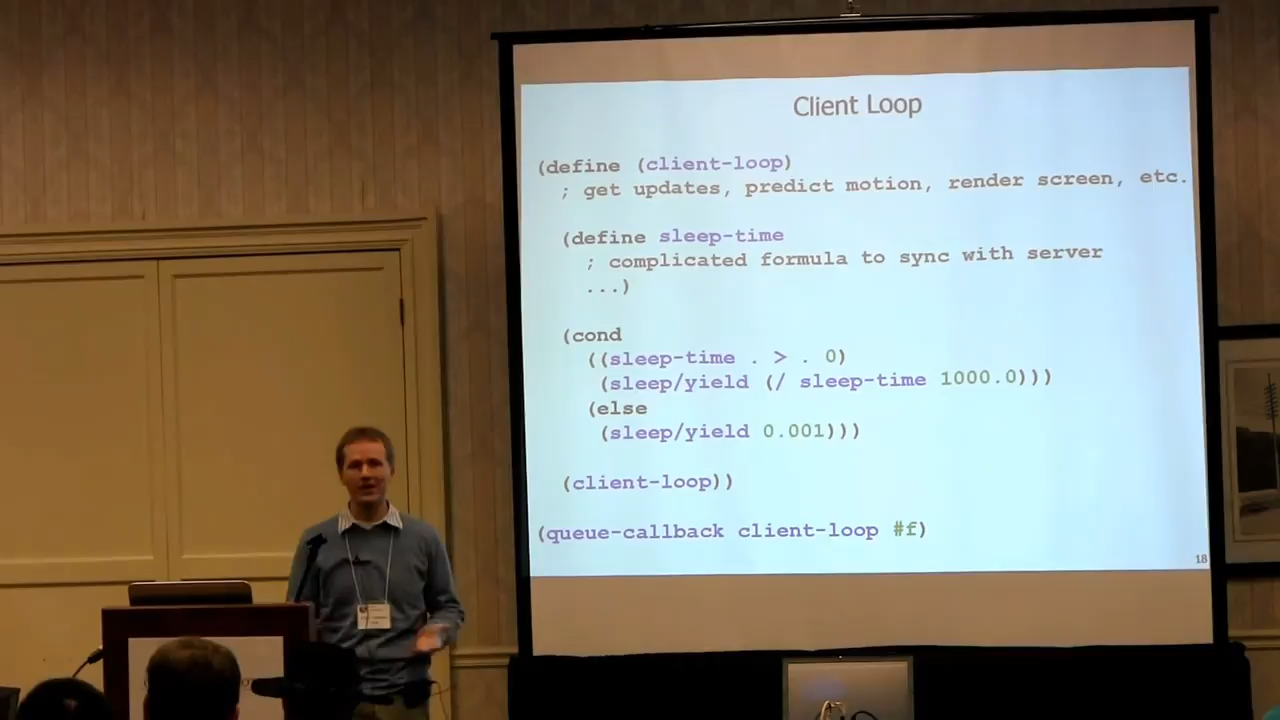 Client Loop
(define (client-loop)
; get updates, predict motion, render screen, etc.
(define sleep-time
; complicated formula to sync with server
...)
(cond
((sleep-time . > . 0)
(sleep/yield (/ sleep-time 1000.0)))
(else
(sleep/yield 0.001)))
(client-loop))
(queue-callback client-loop #f)
18